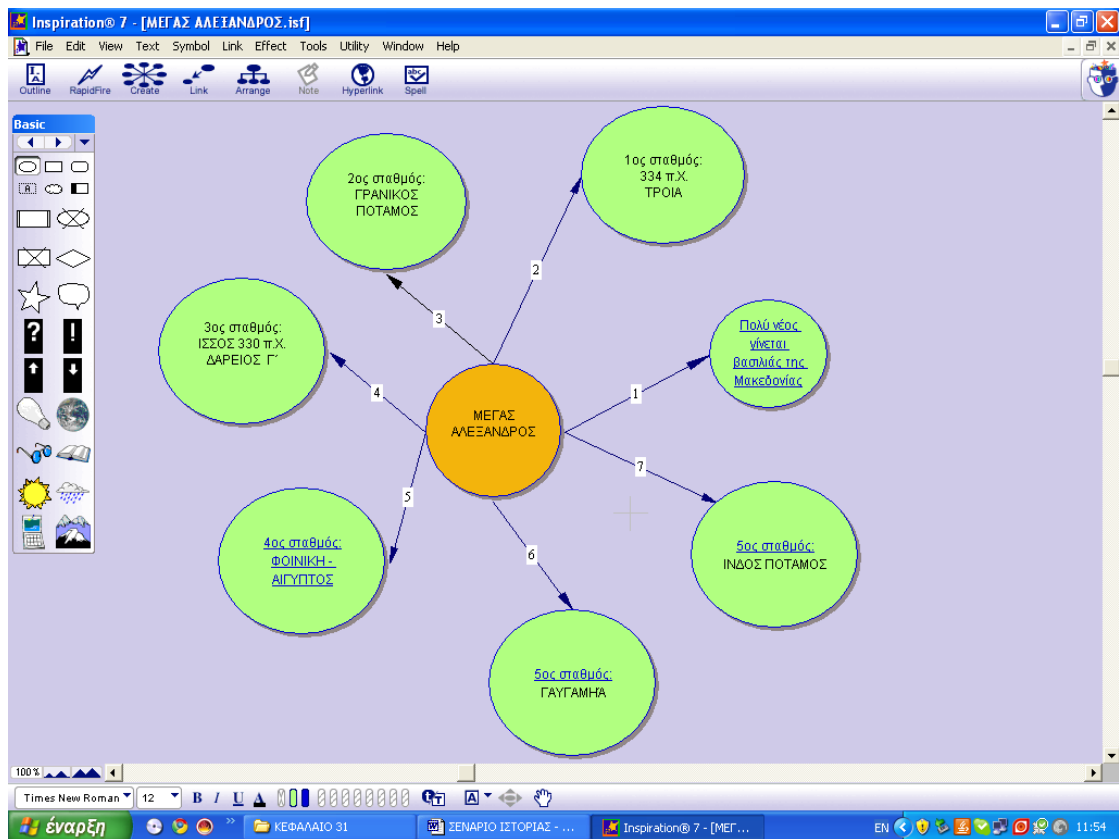 Inspiration® 7 - [ΜΕΓΑΣ ΑΛΕΞΑΝΔΡΟΣ.isf]
File Edit View Text Symbol Link Effect Tools Utility Window Help
Outline RapidFire Create Link Arrange Note Hyperlink Spell
Basic
1ος σταθμός:
334 π.Χ.
ΤΡΟΙΑ
2ος σταθμός:
ΓΡΑΝΙΚΟΣ
ΠΟΤΑΜΟΣ
2
3
3ος σταθμός:
ΙΣΣΟΣ 330 π.Χ.
ΔΑΡΕΙΟΣ Γ΄
Πολύ νέος
γίνεται
βασιλιάς της
Μακεδονίας
4
1
ΜΕΓΑΣ
ΑΛΕΞΑΝΔΡΟΣ
7
5
4ος σταθμός:
ΦΟΙΝΙΚΗ -
ΑΙΓΥΠΤΟΣ
6
5ος σταθμός:
ΙΝΔΟΣ ΠΟΤΑΜΟΣ
5ος σταθμός:
ΓΑΥΓΑΜΗΆ
100%
Times New Roman 12 B I U A
έναρξη ΚΕΦΑΛΑΙΟ 31 ΣΕΝΑΡΙΟ ΙΣΤΟΡΙΑΣ - ... Inspiration® 7 - [ΜΕΓ... EN 11:54